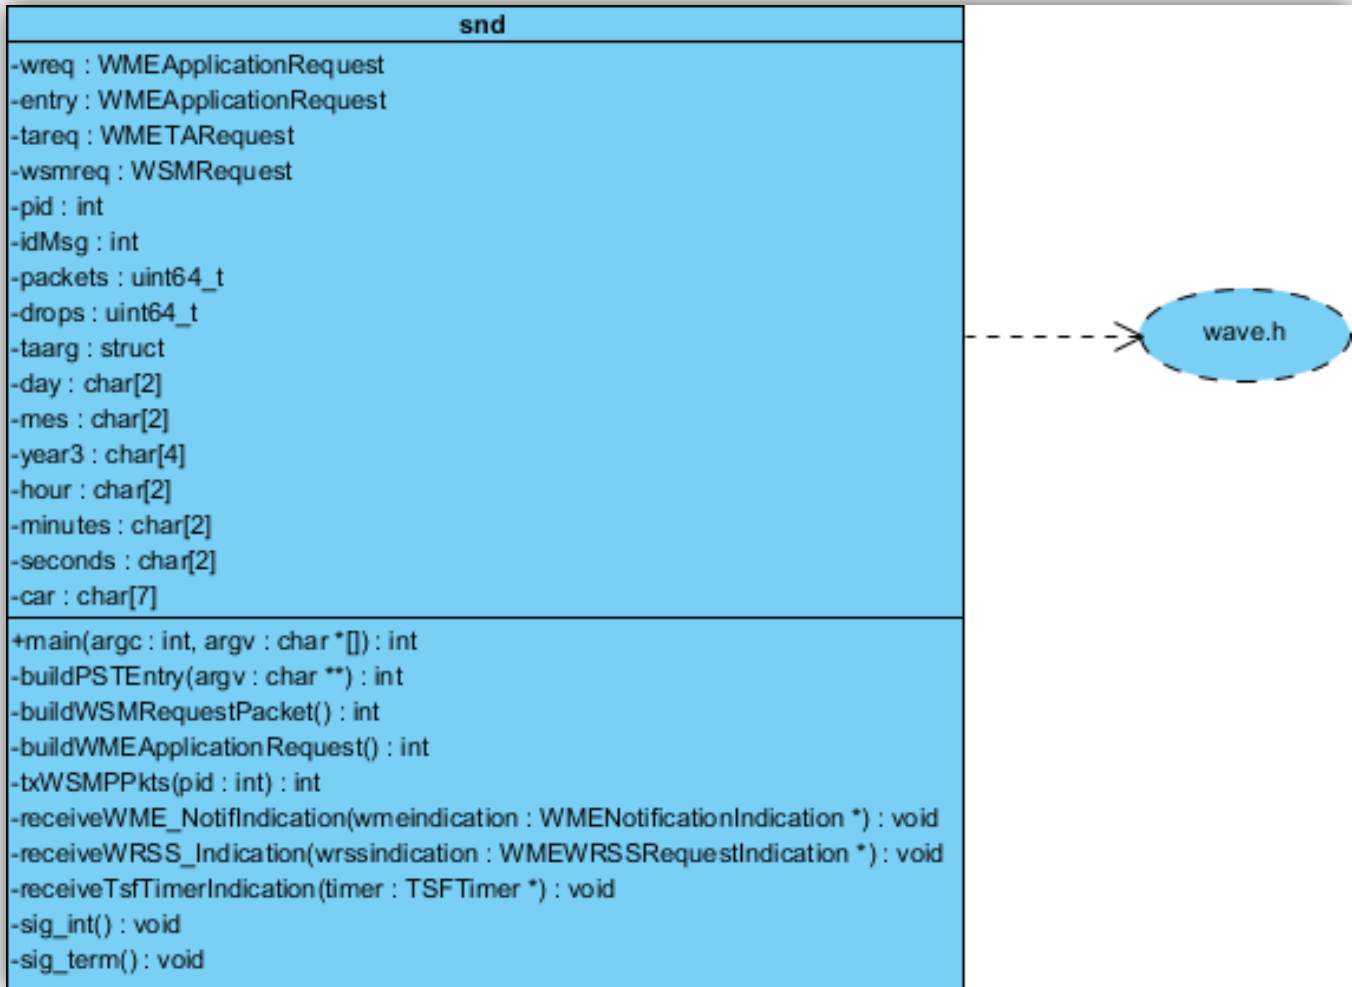 snd
-wreq : WMEApplicationRequest
-entry : WMEApplicationRequest
-tareq : WMETARequest
-wsmreq : WSMRequest
-pid : int
-idMsg : int
-packets : uint64_t
-drops : uint64_t
-taarg : struct
-day : char[2]
-mes : char[2]
-year3 : char[4]
-hour : char[2]
-minutes : char[2]
-seconds : char[2]
-car : char[7]
+main(argc : int, argv : char *[]) : int
-buildPSTEntry(argv : char **) : int
-buildWSMRequestPacket() : int
-buildWMEApplicationRequest() : int
-txWSMPPkts(pid : int) : int
-receiveWME_NotifIndication(wmeindication : WMENotificationIndication *) : void
-receiveWRSS_Indication(wrssindication : WMEWRSSRequestIndication *) : void
-receiveTsfTimerIndication(timer : TSFTimer *) : void
-sig_int() : void
-sig_term() : void
wave.h